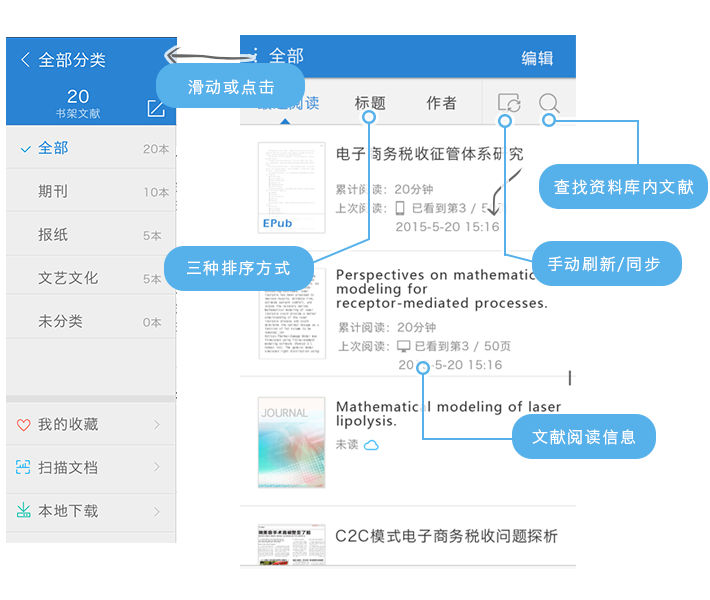 全部分类
20
书架文献
全部 20本
期刊 10本
报纸 5本
文艺文化 5本
未分类 0本
我的收藏
扫描文档
本地下载
滑动或点击
全部
编辑
阅读
标题
作者
查找资料库内文献
三种排序方式
手动刷新/同步
文献阅读信息
电子商务税收征管体系研究
EPub
累计阅读：20分钟
上次阅读：已看到第3 / 5 页
2015-5-20 15:16
Perspectives on mathematic
modeling for
receptor-mediated processes.
累计阅读：20分钟
上次阅读：已看到第3 / 50页
2015-5-20 15:16
JOURNAL
Mathematical modeling of laser
lipolysis.
未读
C2C模式电子商务税收问题探析